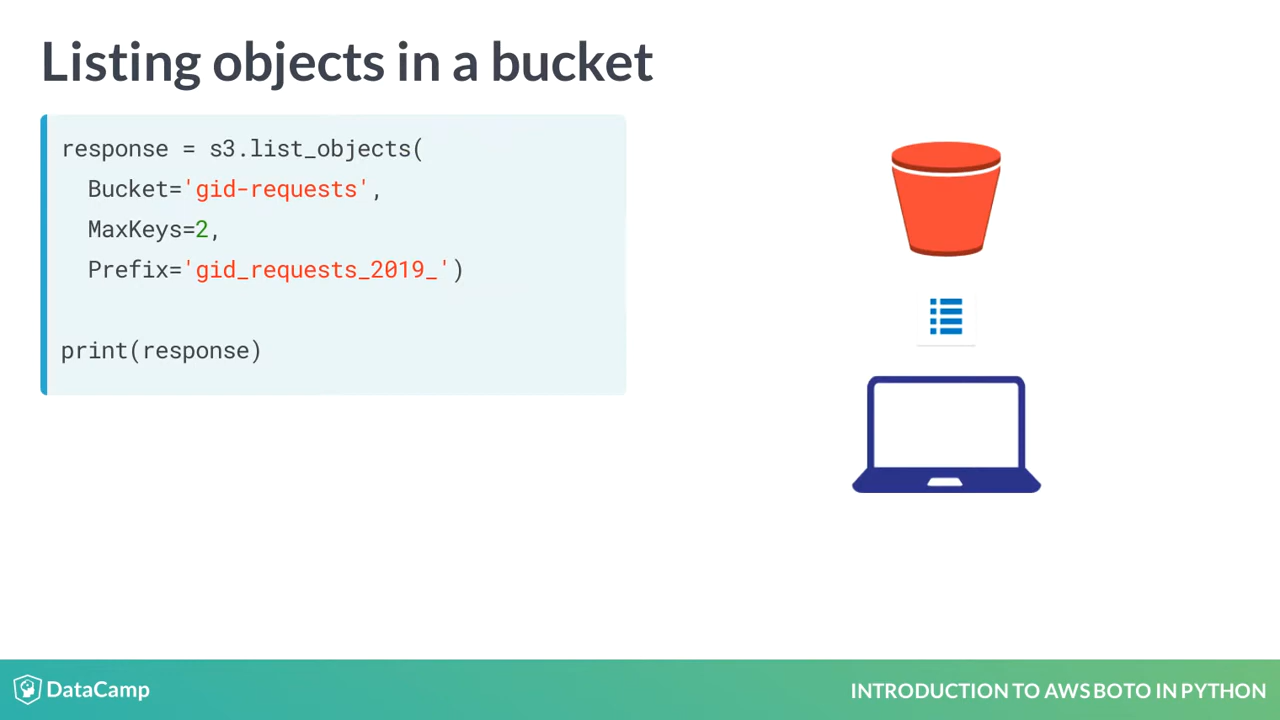 Listing objects in a bucket
response = s3.list_objects(
  Bucket='gid-requests',
  MaxKeys=2,
  Prefix='gid_requests_2019_')
print(response)
DataCamp
INTRODUCTION TO AWS BOTO IN PYTHON